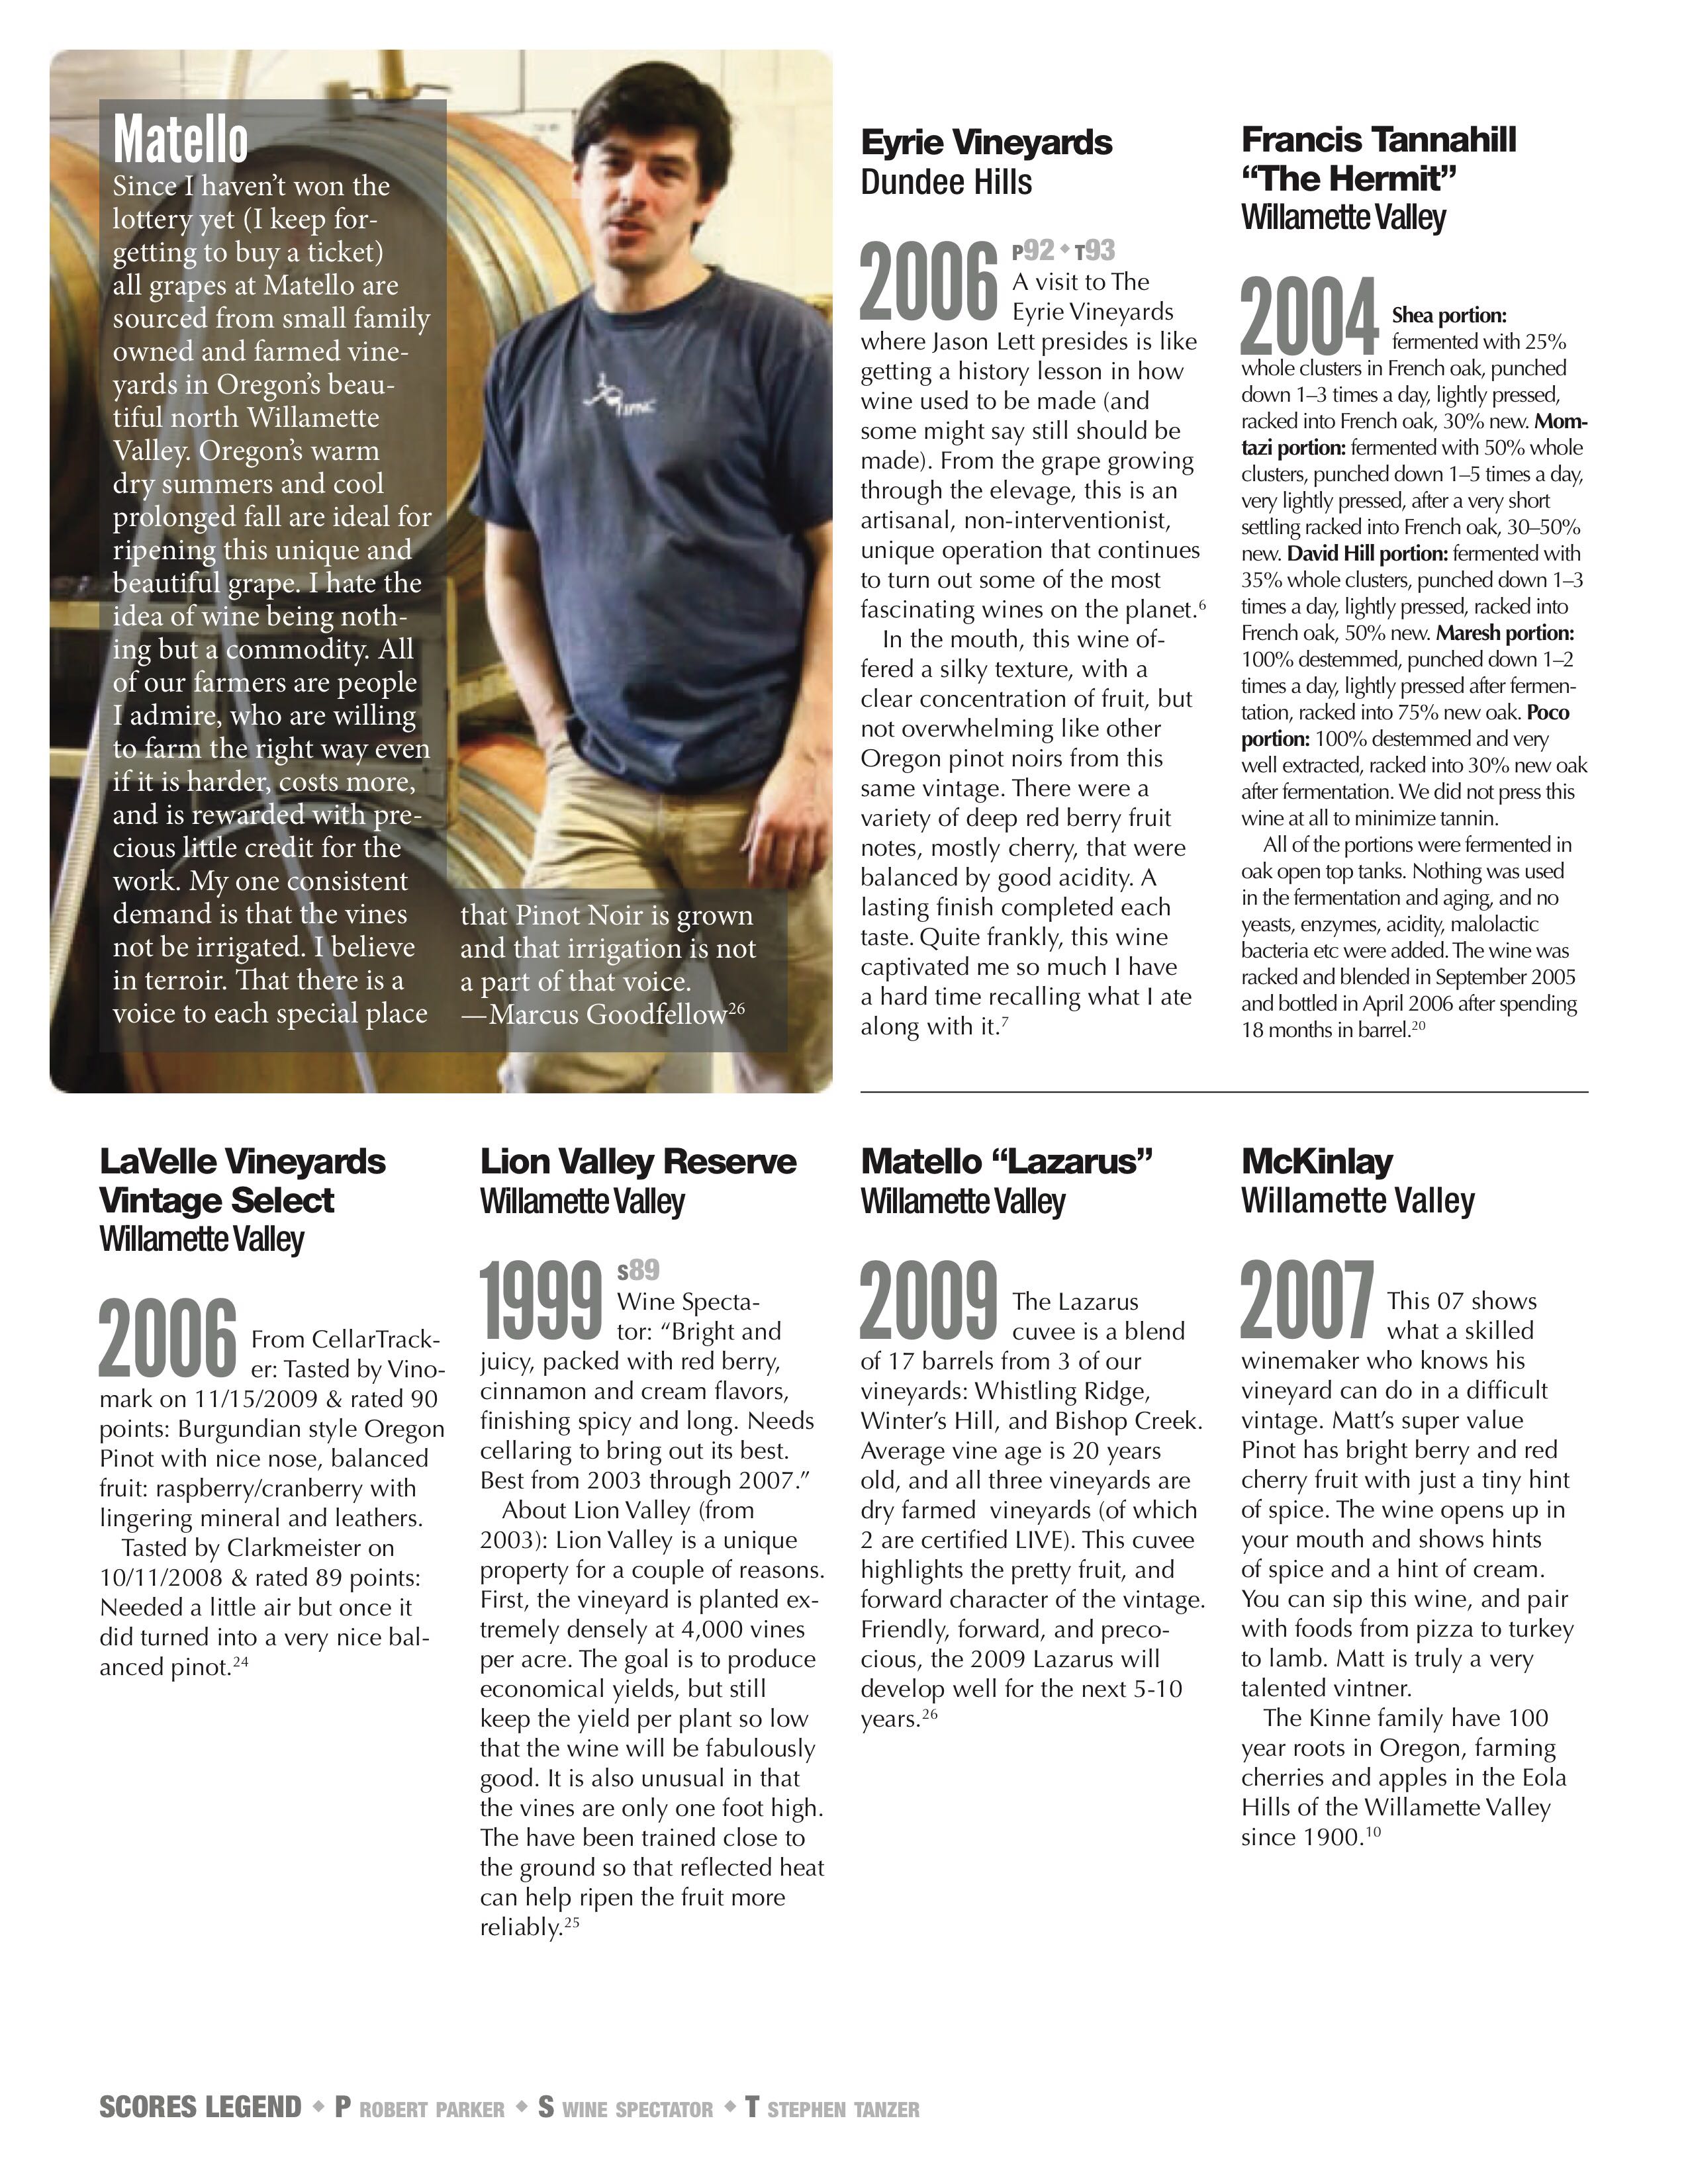 Matello
Since I haven’t won the
lottery yet (I keep for-
getting to buy a ticket)
all grapes at Matello are
sourced from small family
owned and farmed vine-
yards in Oregon’s beau-
tiful north Willamette
Valley. Oregon’s warm
dry summers and cool
prolonged fall are ideal for
ripening this unique and
beautiful grape. I hate the
idea of wine being noth-
ing but a commodity. All
of our farmers are people
I admire, who are willing
to farm the right way even
if it is harder, costs more,
and is rewarded with pre-
cious little credit for the
work. My one consistent
demand is that the vines
not be irrigated. I believe
in terroir. That there is a
voice to each special place
that Pinot Noir is grown
and that irrigation is not
a part of that voice.
—Marcus Goodfellow26
IPNC
Eyrie Vineyards
Dundee Hills
2006 P92 ◆ T93
A visit to The
Eyrie Vineyards
where Jason Lett presides is like
getting a history lesson in how
wine used to be made (and
some might say still should be
made). From the grape growing
through the elevage, this is an
artisanal, non-interventionist,
unique operation that continues
to turn out some of the most
fascinating wines on the planet.6
In the mouth, this wine of-
fered a silky texture, with a
clear concentration of fruit, but
not overwhelming like other
Oregon pinot noirs from this
same vintage. There were a
variety of deep red berry fruit
notes, mostly cherry, that were
balanced by good acidity. A
lasting finish completed each
taste. Quite frankly, this wine
captivated me so much I have
a hard time recalling what I ate
along with it.7
Francis Tannahill
“The Hermit”
Willamette Valley
2004 Shea portion:
fermented with 25%
whole clusters in French oak, punched
down 1–3 times a day, lightly pressed,
racked into French oak, 30% new. Mom-
tazi portion: fermented with 50% whole
clusters, punched down 1–5 times a day,
very lightly pressed, after a very short
settling racked into French oak, 30–50%
new. David Hill portion: fermented with
35% whole clusters, punched down 1–3
times a day, lightly pressed, racked into
French oak, 50% new. Maresh portion:
100% destemmed, punched down 1–2
times a day, lightly pressed after fermen-
tation, racked into 75% new oak. Poco
portion: 100% destemmed and very
well extracted, racked into 30% new oak
after fermentation. We did not press this
wine at all to minimize tannin.
All of the portions were fermented in
oak open top tanks. Nothing was used
in the fermentation and aging, and no
yeasts, enzymes, acidity, malolactic
bacteria etc were added. The wine was
racked and blended in September 2005
and bottled in April 2006 after spending
18 months in barrel.20
LaVelle Vineyards
Vintage Select
Willamette Valley
2006 From CellarTrack-
er: Tasted by Vino-
mark on 11/15/2009 & rated 90
points: Burgundian style Oregon
Pinot with nice nose, balanced
fruit: raspberry/cranberry with
lingering mineral and leathers.
Tasted by Clarkmeister on
10/11/2008 & rated 89 points:
Needed a little air but once it
did turned into a very nice bal-
anced pinot.24
Lion Valley Reserve
Willamette Valley
1999 S89
Wine Specta-
tor: “Bright and
juicy, packed with red berry,
cinnamon and cream flavors,
finishing spicy and long. Needs
cellaring to bring out its best.
Best from 2003 through 2007.”
About Lion Valley (from
2003): Lion Valley is a unique
property for a couple of reasons.
First, the vineyard is planted ex-
tremely densely at 4,000 vines
per acre. The goal is to produce
economical yields, but still
keep the yield per plant so low
that the wine will be fabulously
good. It is also unusual in that
the vines are only one foot high.
The have been trained close to
the ground so that reflected heat
can help ripen the fruit more
reliably.25
Matello “Lazarus”
Willamette Valley
2009 The Lazarus
cuvee is a blend
of 17 barrels from 3 of our
vineyards: Whistling Ridge,
Winter’s Hill, and Bishop Creek.
Average vine age is 20 years
old, and all three vineyards are
dry farmed vineyards (of which
2 are certified LIVE). This cuvee
highlights the pretty fruit, and
forward character of the vintage.
Friendly, forward, and preco-
cious, the 2009 Lazarus will
develop well for the next 5-10
years.26
McKinlay
Willamette Valley
2007 This 07 shows
what a skilled
winemaker who knows his
vineyard can do in a difficult
vintage. Matt’s super value
Pinot has bright berry and red
cherry fruit with just a tiny hint
of spice. The wine opens up in
your mouth and shows hints
of spice and a hint of cream.
You can sip this wine, and pair
with foods from pizza to turkey
to lamb. Matt is truly a very
talented vintner.
The Kinne family have 100
year roots in Oregon, farming
cherries and apples in the Eola
Hills of the Willamette Valley
since 1900.10
SCORES LEGEND ◆ P ROBERT PARKER ◆ S WINE SPECTATOR ◆ T STEPHEN TANZER